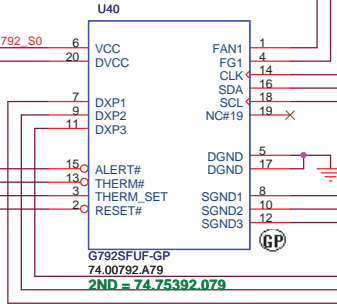 U40
792_S0
6 VCC FAN1 1
20 DVCC FG1 4
CLK 14
SDA 16
7 DXP1 SCL 18
9 DXP2 NC#19 19
11 DXP3
DGND 5
DGND 17
15 ALERT#
13 THERM#
3 THERM_SET SGND1 8
2 RESET# SGND2 10
SGND3 12
GP
G792SFUF-GP
74.00792.A79
2ND = 74.75392.079